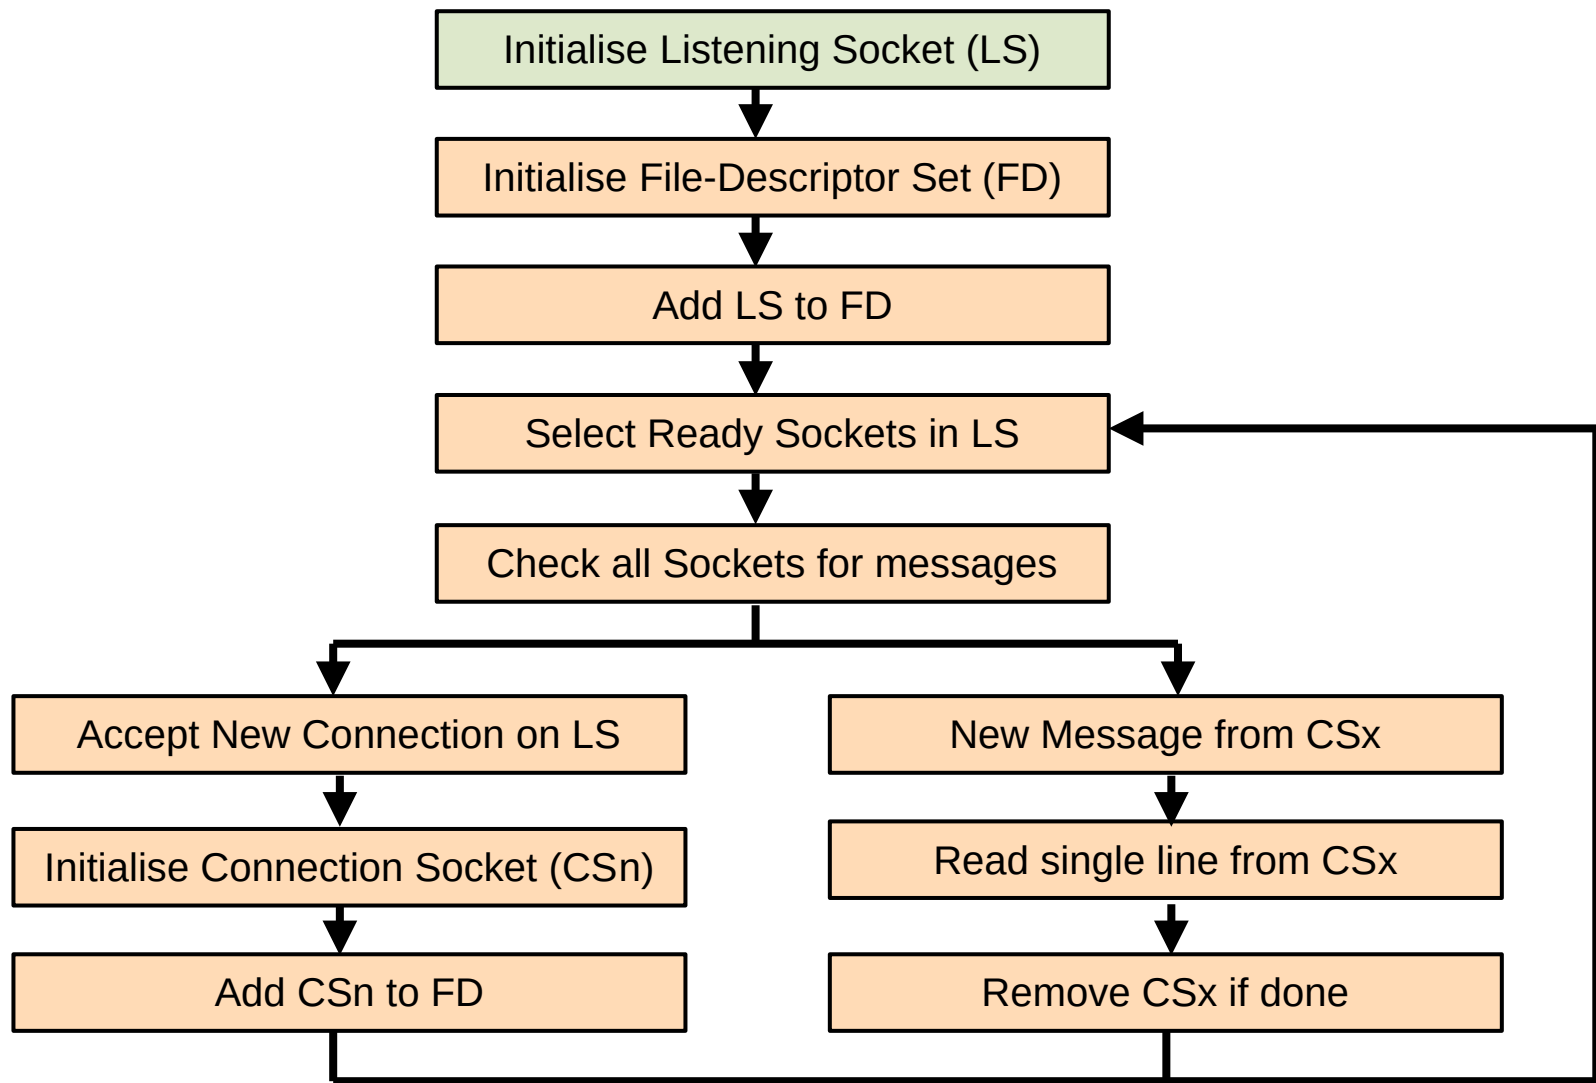 Initialise Listening Socket (LS)
Initialise File-Descriptor Set (FD)
Add LS to FD
Select Ready Sockets in LS
Check all Sockets for messages
Accept New Connection on LS
Initialise Connection Socket (CSn)
Add CSn to FD
New Message from CSx
Read single line from CSx
Remove CSx if done